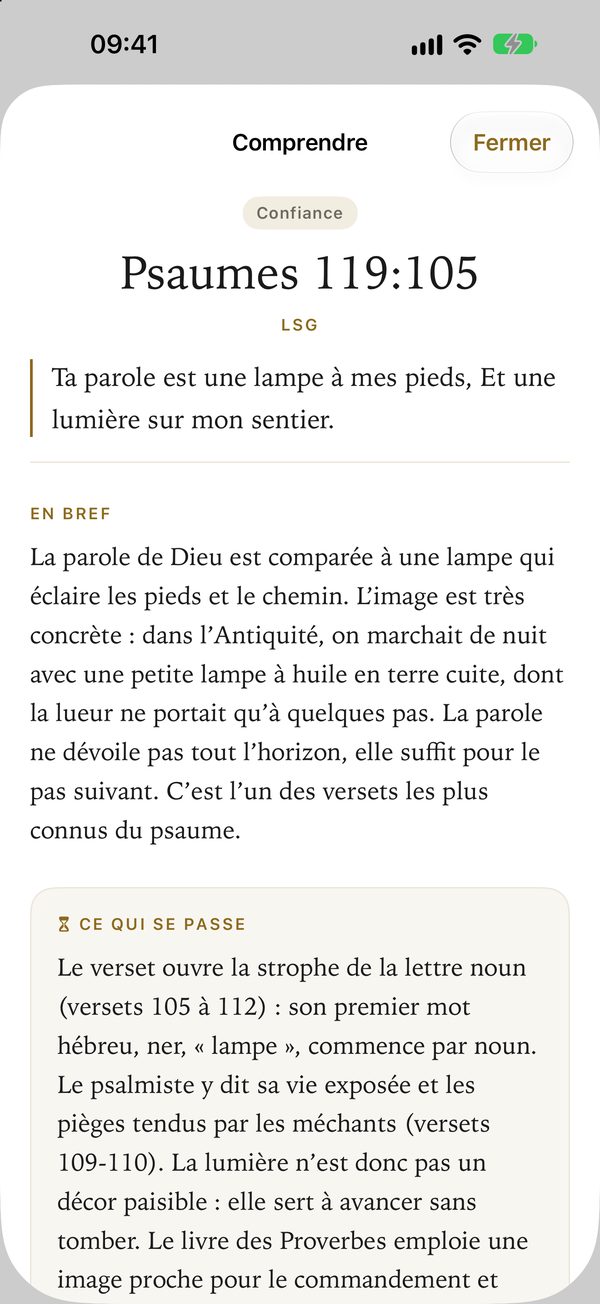 09:41
Comprendre
Fermer
Confiance
Psaumes 119:105
LSG
Ta parole est une lampe à mes pieds, Et une
lumière sur mon sentier.
EN BREF
La parole de Dieu est comparée à une lampe qui
éclaire les pieds et le chemin. L’image est très
concrète : dans l’Antiquité, on marchait de nuit
avec une petite lampe à huile en terre cuite, dont
la lueur ne portait qu’à quelques pas. La parole
ne dévoile pas tout l’horizon, elle suffit pour le
pas suivant. C’est l’un des versets les plus
connus du psaume.
CE QUI SE PASSE
Le verset ouvre la strophe de la lettre noun
(versets 105 à 112) : son premier mot
hébreu, ner, « lampe », commence par noun.
Le psalmiste y dit sa vie exposée et les
pièges tendus par les méchants (versets
109-110). La lumière n’est donc pas un
décor paisible : elle sert à avancer sans
tomber. Le livre des Proverbes emploie une
image proche pour le commandement et